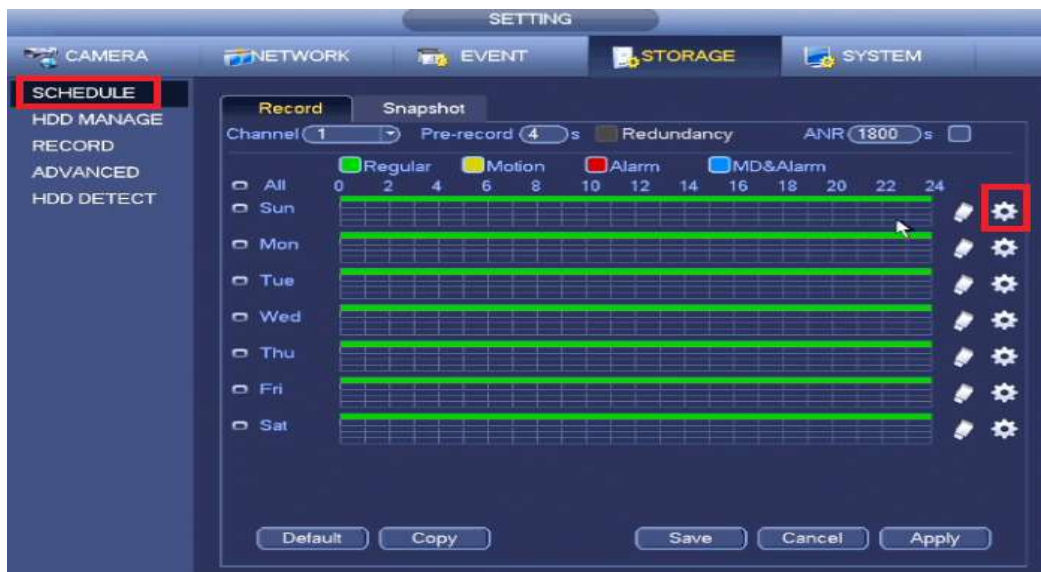 SETTING
CAMERA NETWORK EVENT STORAGE SYSTEM
SCHEDULE
HDD MANAGE
RECORD
ADVANCED
HDD DETECT
Record Snapshot
Channel 1 Pre-record 4 s Redundancy ANR 1800 s
Regular Motion Alarm MD&Alarm
All 0 2 4 6 8 10 12 14 16 18 20 22 24
Sun
Mon
Tue
Wed
Thu
Fri
Sat
Default Copy Save Cancel Apply